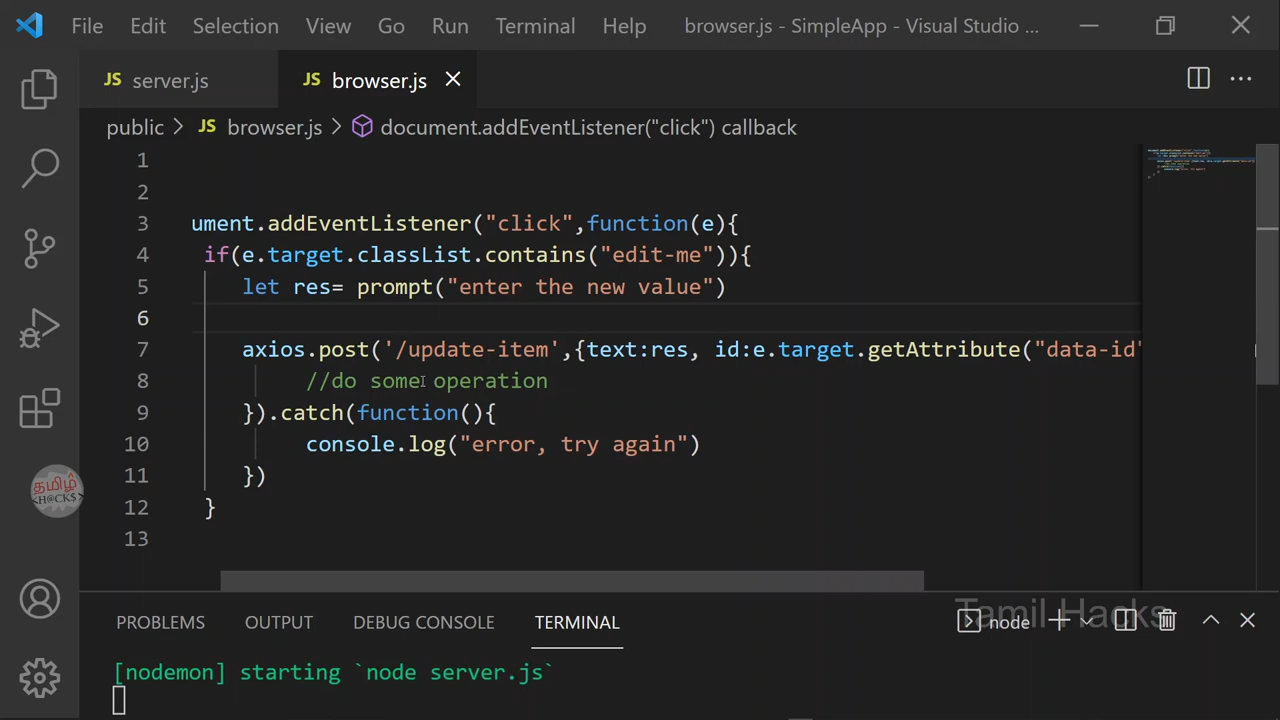 File Edit Selection View Go Run Terminal Help browser.js - SimpleApp - Visual Studio ...
JS server.js JS browser.js
public > JS browser.js > document.addEventListener("click") callback
1
2
3 ument.addEventListener("click",function(e){
4 if(e.target.classList.contains("edit-me")){
5 let res= prompt("enter the new value")
6
7 axios.post('/update-item',{text:res, id:e.target.getAttribute("data-id"
8 //do some operation
9 }).catch(function(){
10 console.log("error, try again")
11 })
12 }
13
தமிழ்
<H@CK$>
Tamil Hacks
PROBLEMS OUTPUT DEBUG CONSOLE TERMINAL node
[nodemon] starting `node server.js`